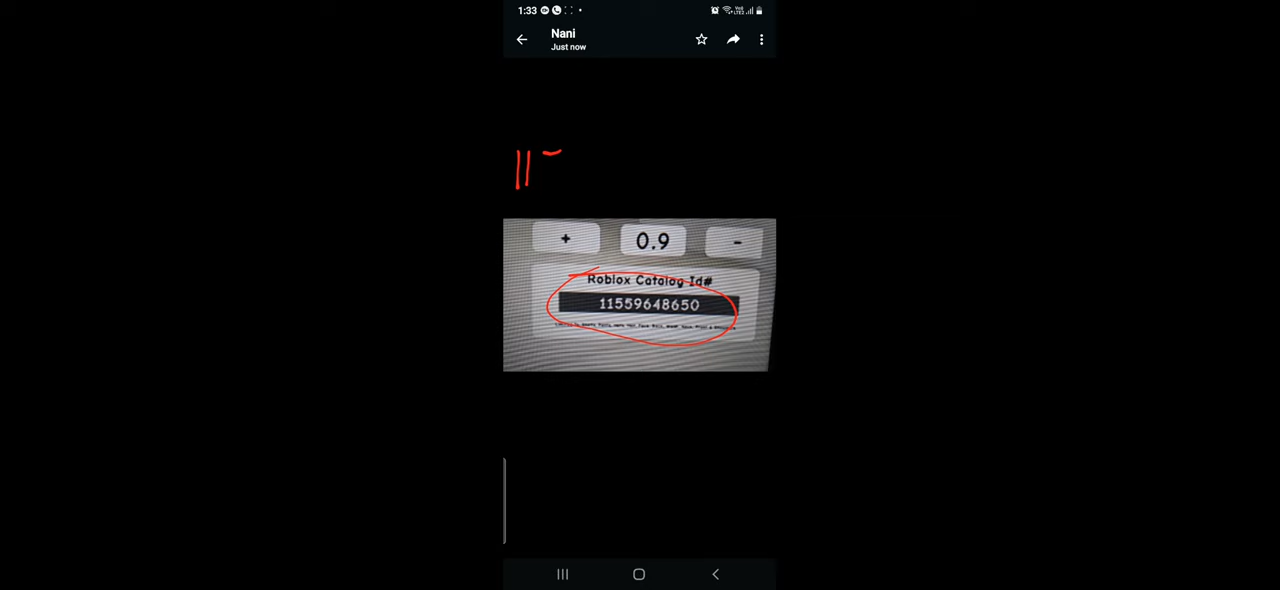 1:33
Nani
Just now
11
+ 0.9 -
Roblox Catalog Id#
11559648650